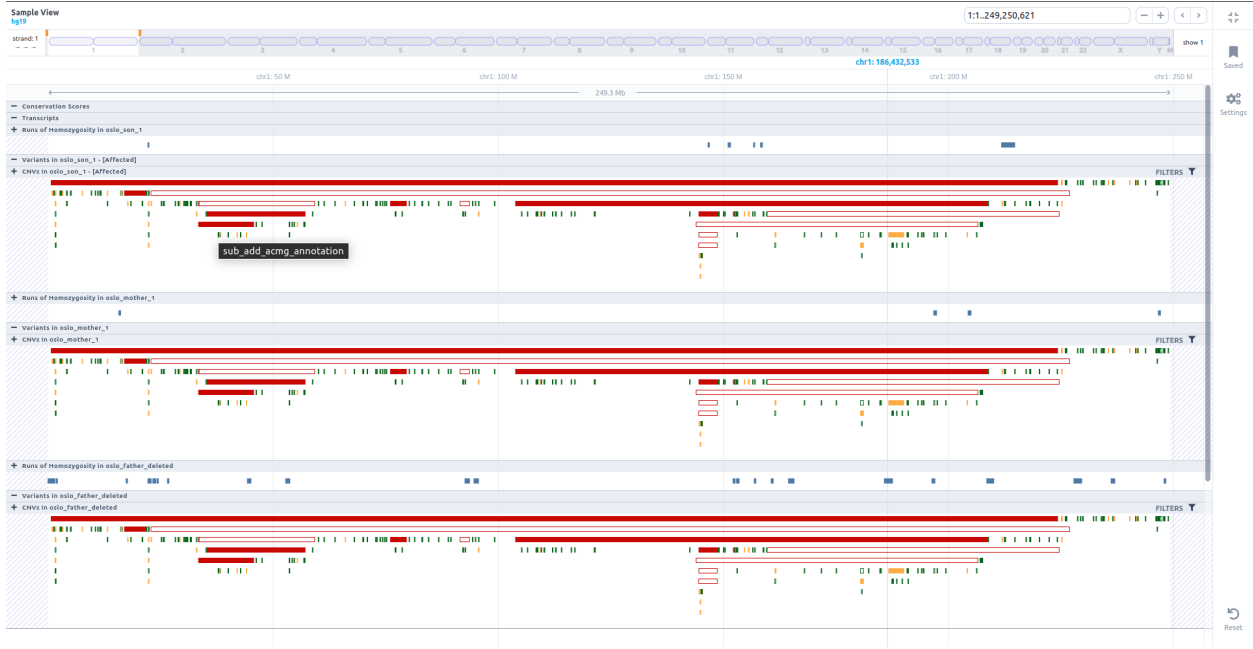 Sample View
hg19
1:1..249,250,621
strand: 1
1 2 3 4 5 6 7 8 9 10 11 12 13 14 15 16 17 18 19 20 21 22 X Y M
show 1
chr1: 186,432,533
chr1: 50 M chr1: 100 M chr1: 150 M chr1: 200 M chr1: 250 M
249.3 Mb
Conservation Scores
Transcripts
Runs of Homozygosity in oslo_son_1
Variants in oslo_son_1 - [Affected]
CNVs in oslo_son_1 - [Affected]
FILTERS
sub_add_acmg_annotation
Runs of Homozygosity in oslo_mother_1
Variants in oslo_mother_1
CNVs in oslo_mother_1
FILTERS
Runs of Homozygosity in oslo_father_deleted
Variants in oslo_father_deleted
CNVs in oslo_father_deleted
FILTERS
Saved
Settings
Reset